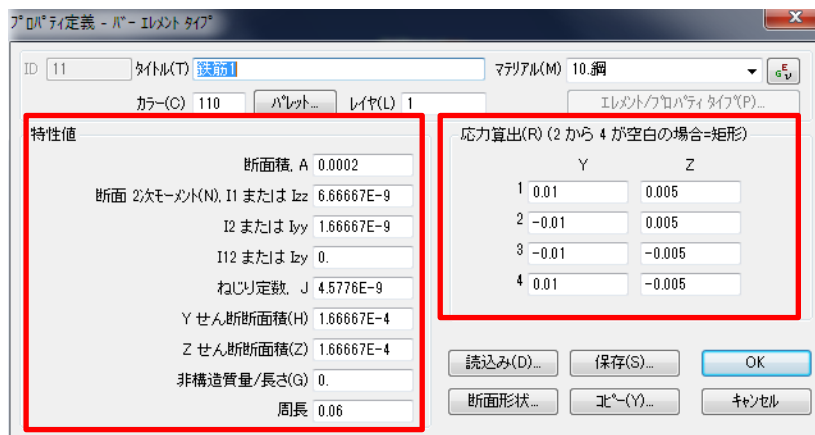 プロパティ定義 - バー エレメント タイプ
ID 11 タイトル(T) 鉄筋1 マテリアル(M) 10.鋼
カラー(C) 110 パレット... レイヤ(L) 1 エレメント/プロパティ タイプ(P)...
特性値
断面積, A 0.0002
断面 2次モーメント(N), I1 または Izz 6.66667E-9
I2 または Iyy 1.66667E-9
I12 または Izy 0.
ねじり定数, J 4.5776E-9
Y せん断断面積(H) 1.66667E-4
Z せん断断面積(Z) 1.66667E-4
非構造質量/長さ(G) 0.
周長 0.06
応力算出(R) (2 から 4 が空白の場合=矩形)
Y Z
1 0.01 0.005
2 -0.01 0.005
3 -0.01 -0.005
4 0.01 -0.005
読込み(D)... 保存(S)... OK
断面形状... コピー(Y)... キャンセル